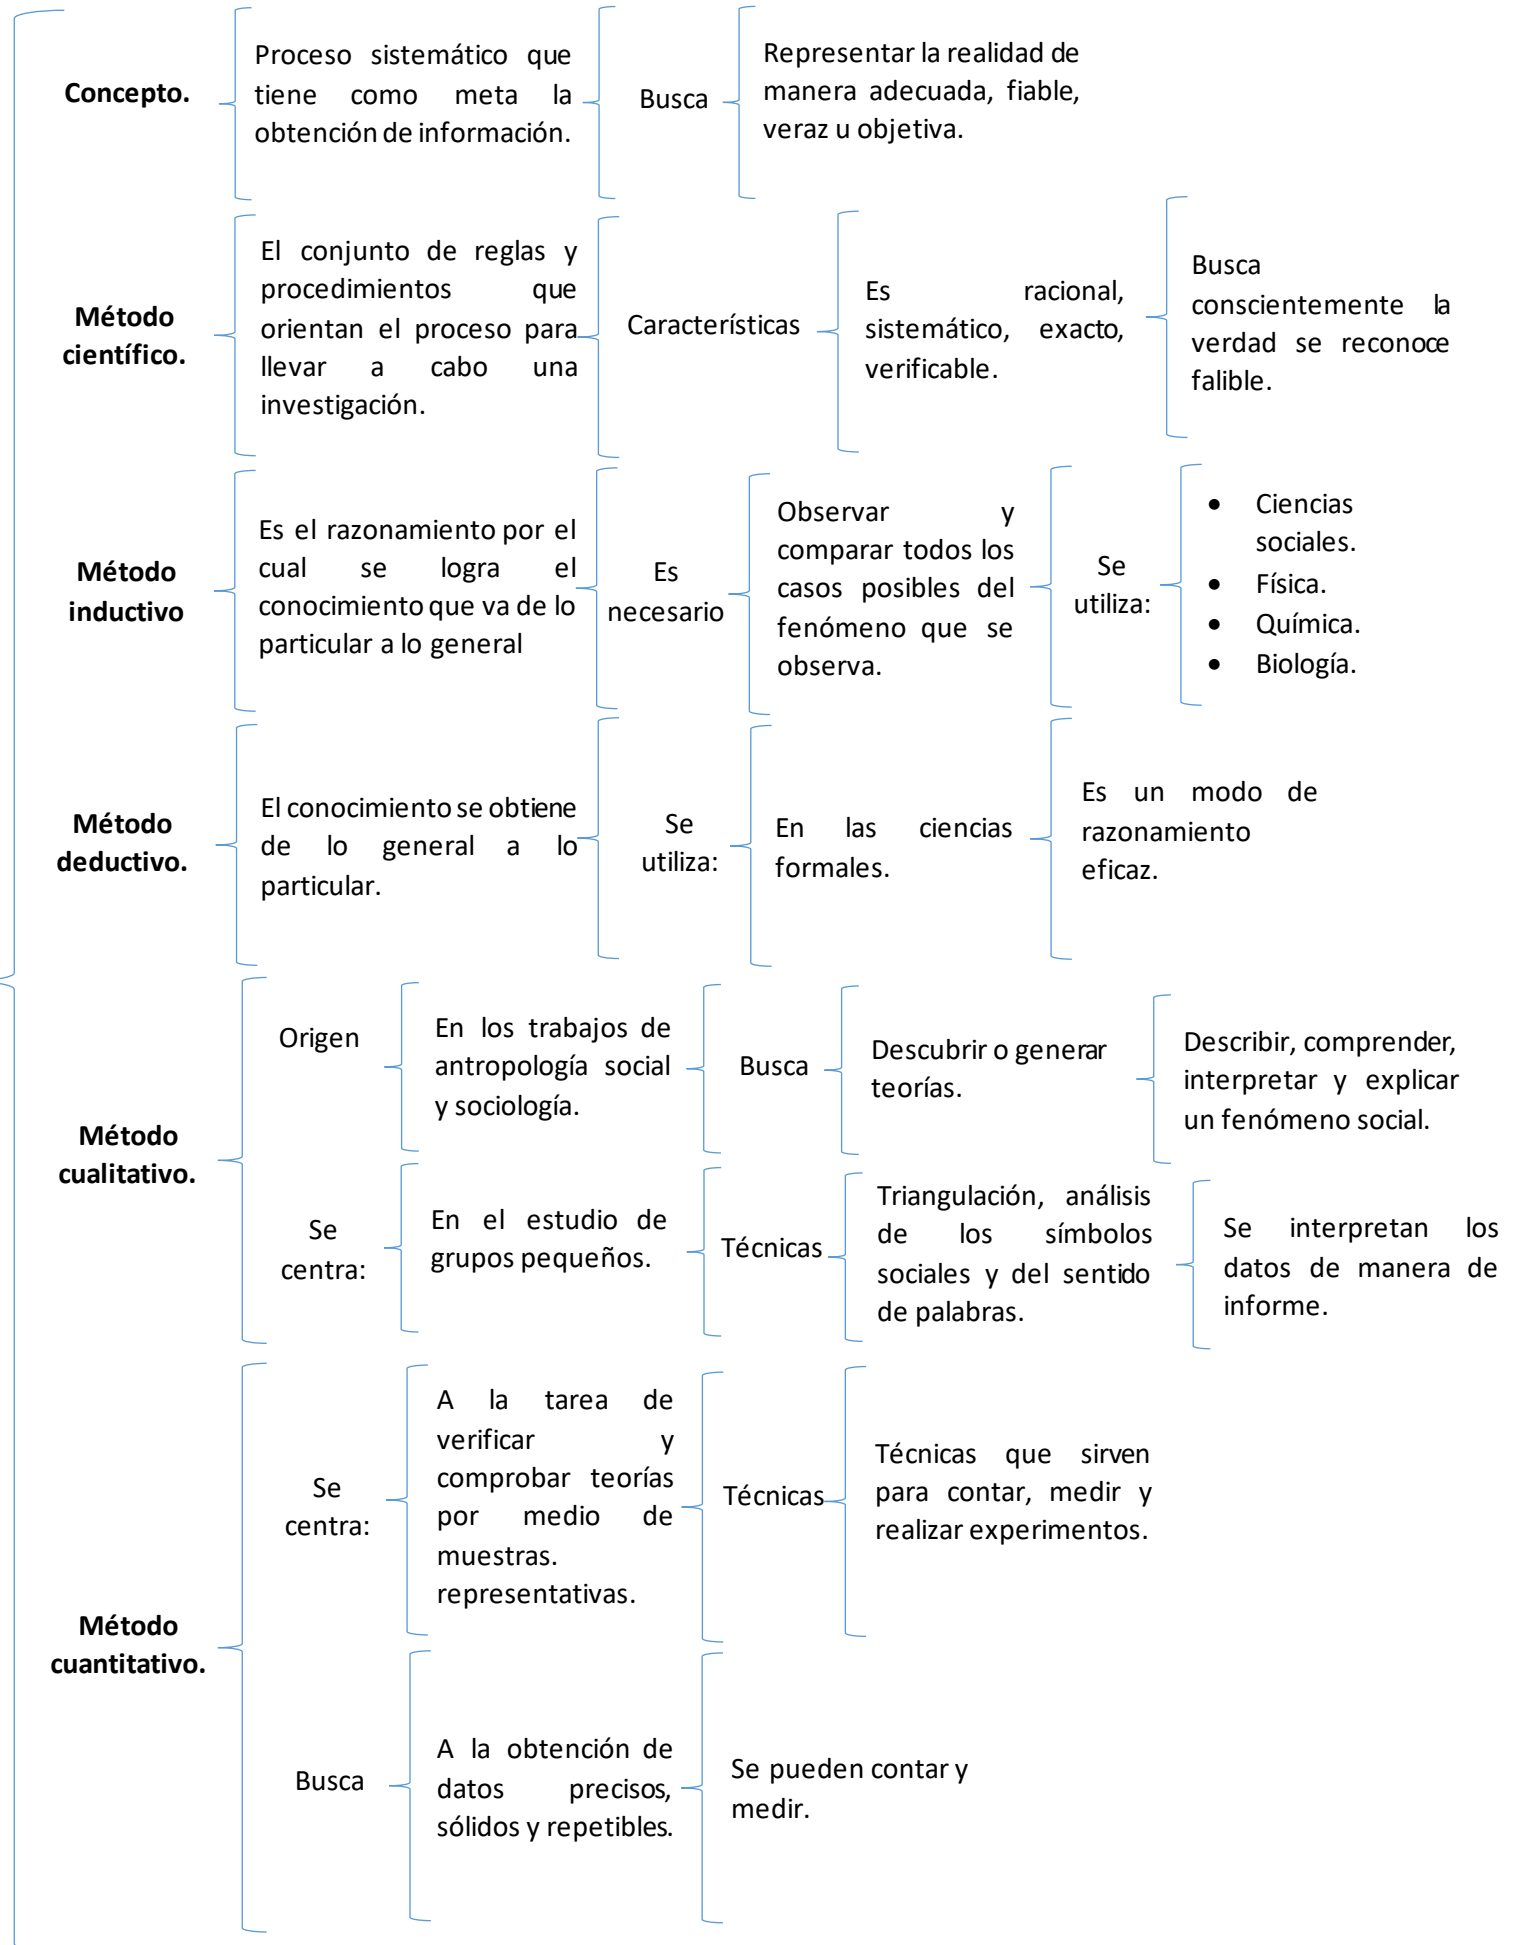 Concepto.
Proceso sistemático que
tiene como meta la
obtención de información.
Busca
Representar la realidad de
manera adecuada, fiable,
veraz u objetiva.
Método
científico.
El conjunto de reglas y
procedimientos que
orientan el proceso para
llevar a cabo una
investigación.
Características
Es racional,
sistemático, exacto,
verificable.
Busca
conscientemente la
verdad se reconoce
falible.
Método
inductivo
Es el razonamiento por el
cual se logra el
conocimiento que va de lo
particular a lo general
Es
necesario
Observar y
comparar todos los
casos posibles del
fenómeno que se
observa.
Se
utiliza:
• Ciencias
sociales.
• Física.
• Química.
• Biología.
Método
deductivo.
El conocimiento se obtiene
de lo general a lo
particular.
Se
utiliza:
En las ciencias
formales.
Es un modo de
razonamiento
eficaz.
Método
cualitativo.
Origen
En los trabajos de
antropología social
y sociología.
Busca
Descubrir o generar
teorías.
Describir, comprender,
interpretar y explicar
un fenómeno social.
Se
centra:
En el estudio de
grupos pequeños.
Técnicas
Triangulación, análisis
de los símbolos
sociales y del sentido
de palabras.
Se interpretan los
datos de manera de
informe.
Método
cuantitativo.
Se
centra:
A la tarea de
verificar y
comprobar teorías
por medio de
muestras.
representativas.
Técnicas
Técnicas que sirven
para contar, medir y
realizar experimentos.
Busca
A la obtención de
datos precisos,
sólidos y repetibles.
Se pueden contar y
medir.